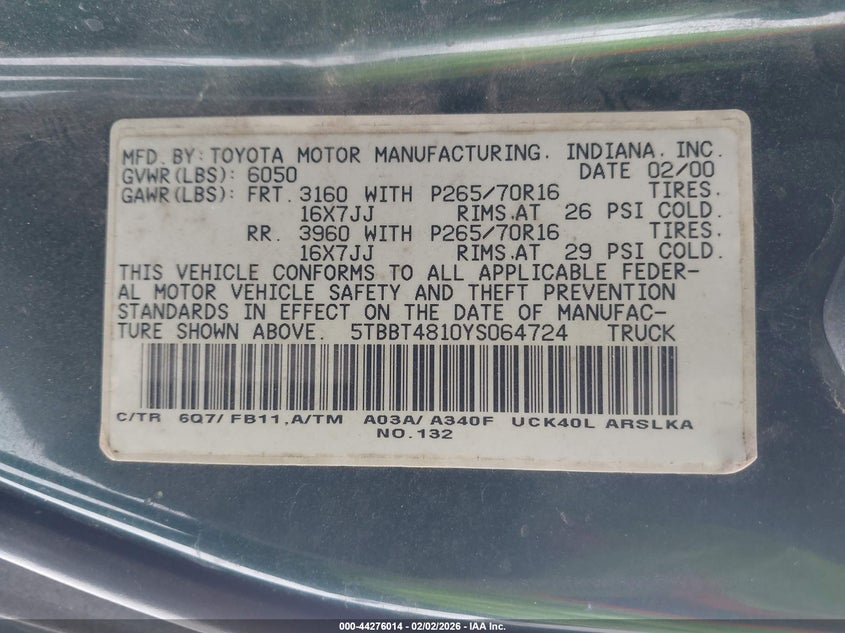 MFD. BY: TOYOTA MOTOR MANUFACTURING, INDIANA, INC.
GVWR(LBS): 6050 DATE 02/00
GAWR(LBS): FRT. 3160 WITH P265/70R16 TIRES.
16X7JJ RIMS.AT 26 PSI COLD.
RR. 3960 WITH P265/70R16 TIRES.
16X7JJ RIMS.AT 29 PSI COLD.
THIS VEHICLE CONFORMS TO ALL APPLICABLE FEDER-
AL MOTOR VEHICLE SAFETY AND THEFT PREVENTION
STANDARDS IN EFFECT ON THE DATE OF MANUFAC-
TURE SHOWN ABOVE. 5TBBT4810YS064724 TRUCK
C/TR 6Q7/ FB11,A/TM A03A/ A340F UCK40L ARSLKA
NO.132
000-44276014 - 02/02/2026 - IAA Inc.